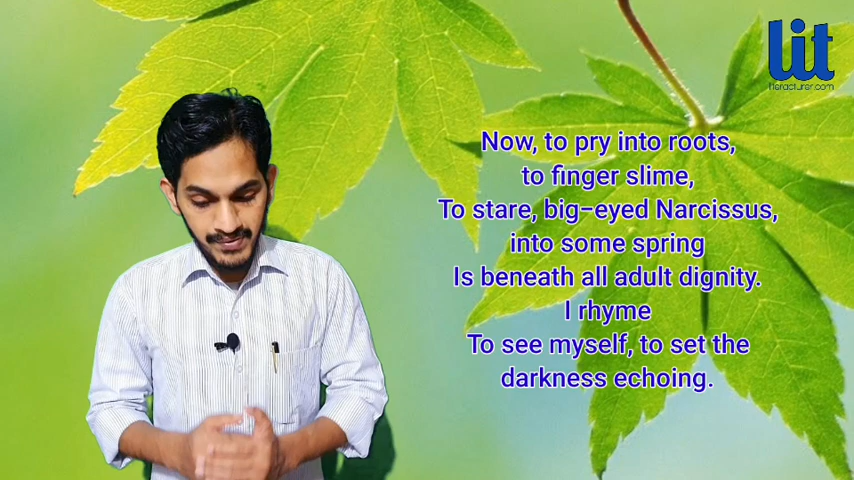 lit
literacturer.com
Now, to pry into roots,
to finger slime,
To stare, big-eyed Narcissus,
into some spring
Is beneath all adult dignity.
I rhyme
To see myself, to set the
darkness echoing.